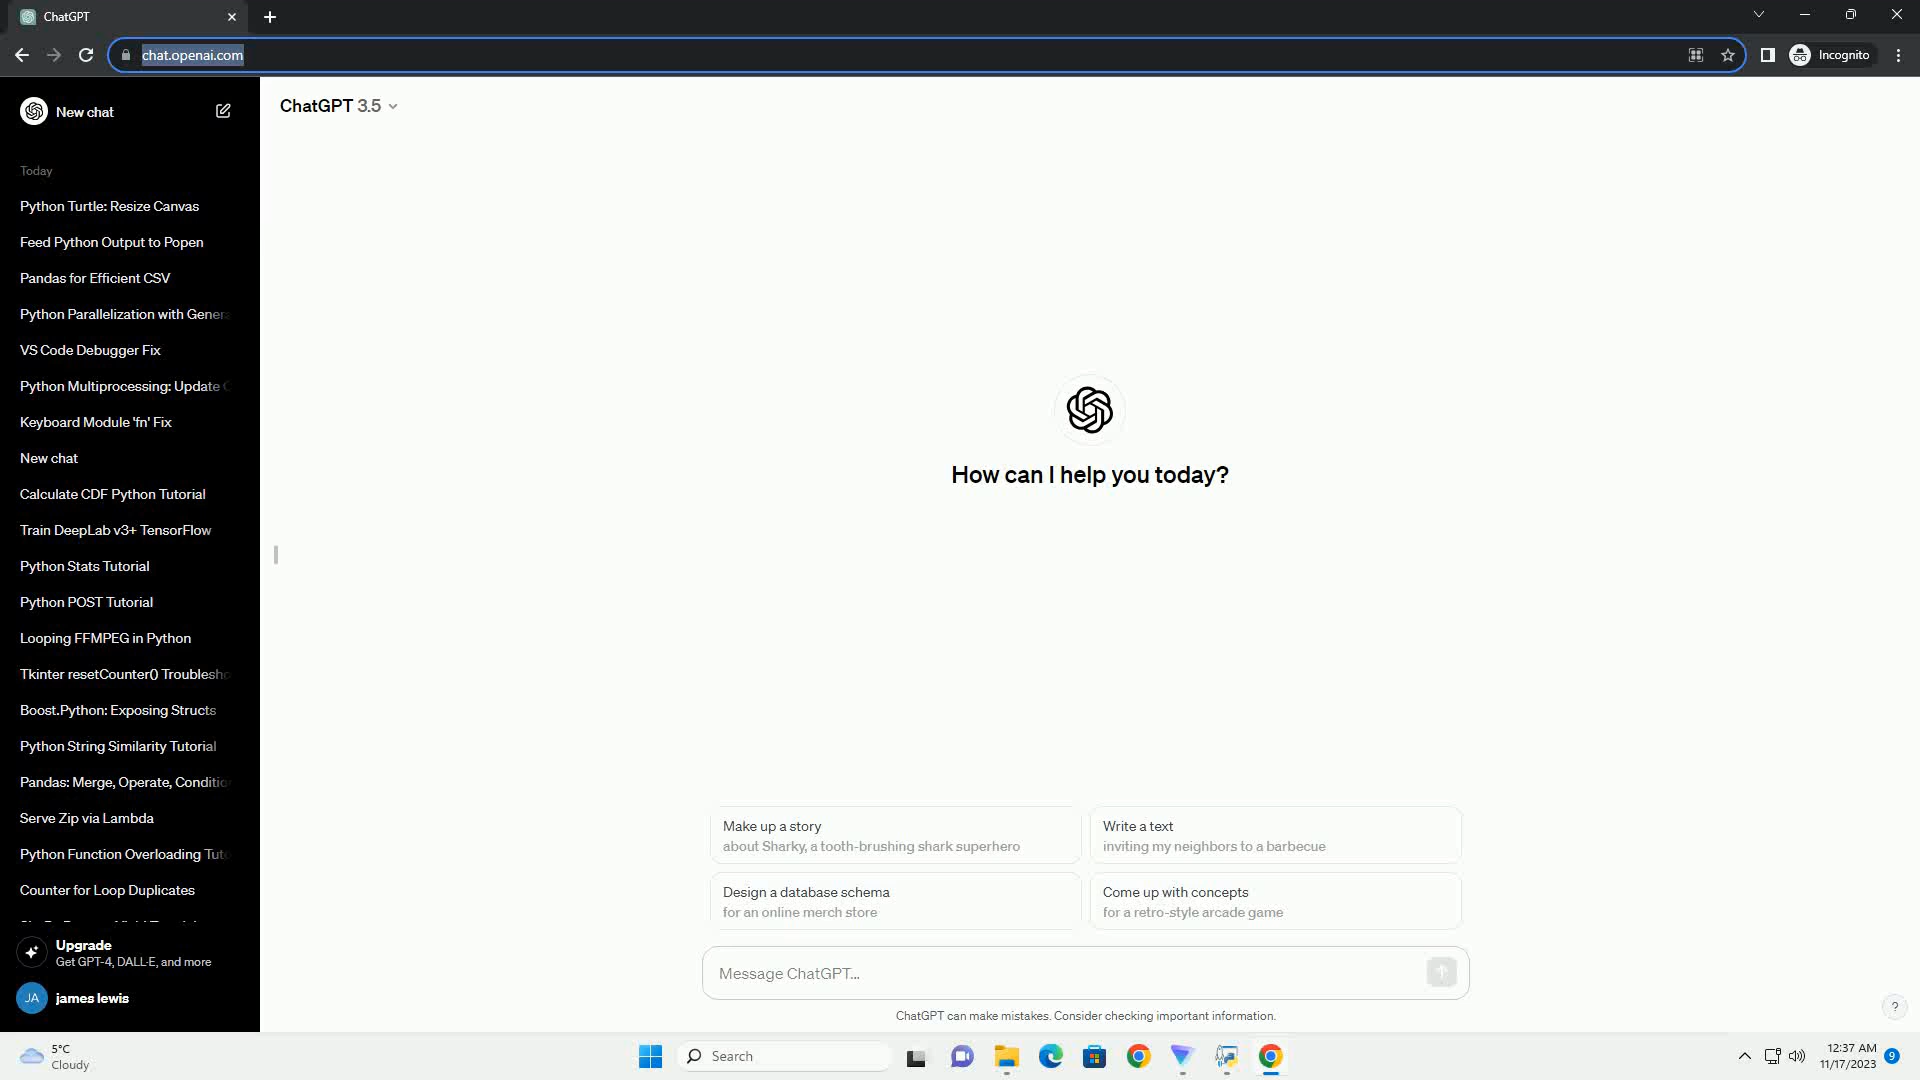 ChatGPT
chat.openai.com
Incognito
New chat
ChatGPT 3.5
Today
Python Turtle: Resize Canvas
Feed Python Output to Popen
Pandas for Efficient CSV
Python Parallelization with Genera
VS Code Debugger Fix
Python Multiprocessing: Update
Keyboard Module 'fn' Fix
New chat
Calculate CDF Python Tutorial
Train DeepLab v3+ TensorFlow
Python Stats Tutorial
Python POST Tutorial
Looping FFMPEG in Python
Tkinter resetCounter() Troublesho
Boost.Python: Exposing Structs
Python String Similarity Tutorial
Pandas: Merge, Operate, Conditio
Serve Zip via Lambda
Python Function Overloading Tuto
Counter for Loop Duplicates
Upgrade
Get GPT-4, DALL·E, and more
JA
james lewis
How can I help you today?
Make up a story
about Sharky, a tooth-brushing shark superhero
Write a text
inviting my neighbors to a barbecue
Design a database schema
for an online merch store
Come up with concepts
for a retro-style arcade game
Message ChatGPT...
ChatGPT can make mistakes. Consider checking important information.
?
5°C
Cloudy
Search
12:37 AM
11/17/2023
9